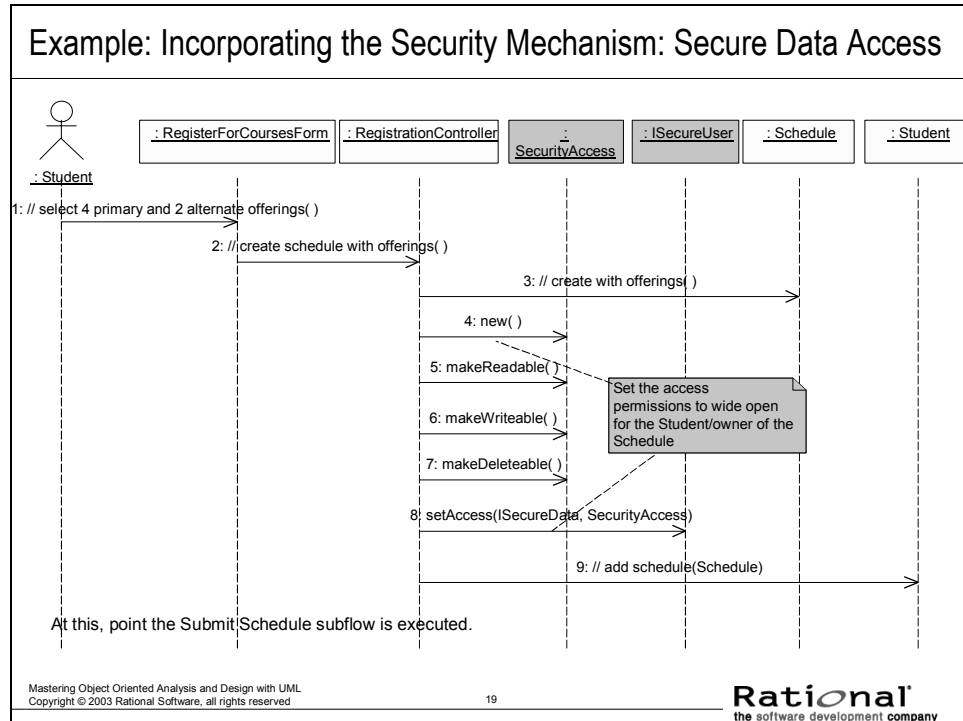 Example: Incorporating the Security Mechanism: Secure Data Access
: RegisterForCoursesForm
: RegistrationController
:
SecurityAccess
: ISecureUser
: Schedule
: Student
: Student
1: // select 4 primary and 2 alternate offerings( )
2: // create schedule with offerings( )
3: // create with offerings( )
4: new( )
5: makeReadable( )
Set the access
permissions to wide open
for the Student/owner of the
Schedule
6: makeWriteable( )
7: makeDeleteable( )
8: setAccess(ISecureData, SecurityAccess)
9: // add schedule(Schedule)
At this, point the Submit Schedule subflow is executed.
Mastering Object Oriented Analysis and Design with UML
Copyright © 2003 Rational Software, all rights reserved
19
Rational
the software development company